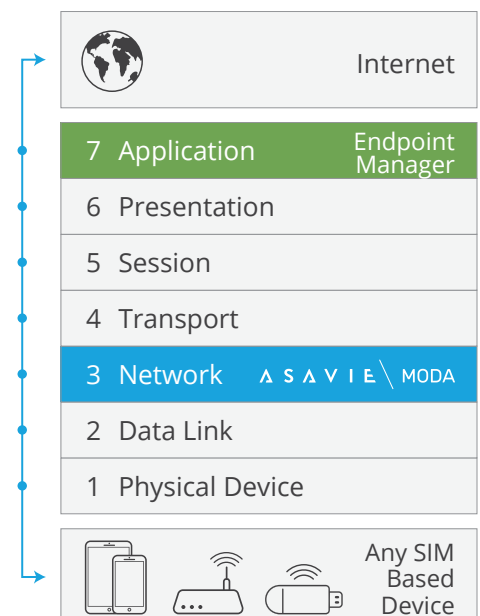 Internet
7 Application
Endpoint
Manager
6 Presentation
5 Session
4 Transport
3 Network ASAVIE\ MODA
2 Data Link
1 Physical Device
Any SIM
Based
Device